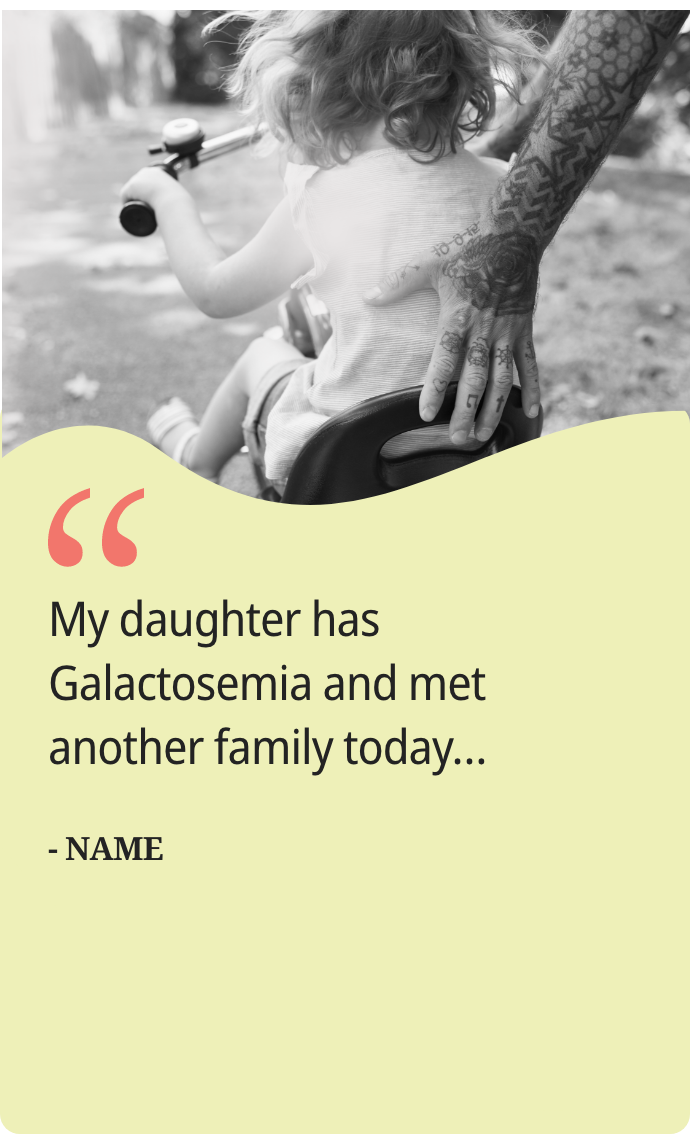 “
My daughter has
Galactosemia and met
another family today...
- NAME